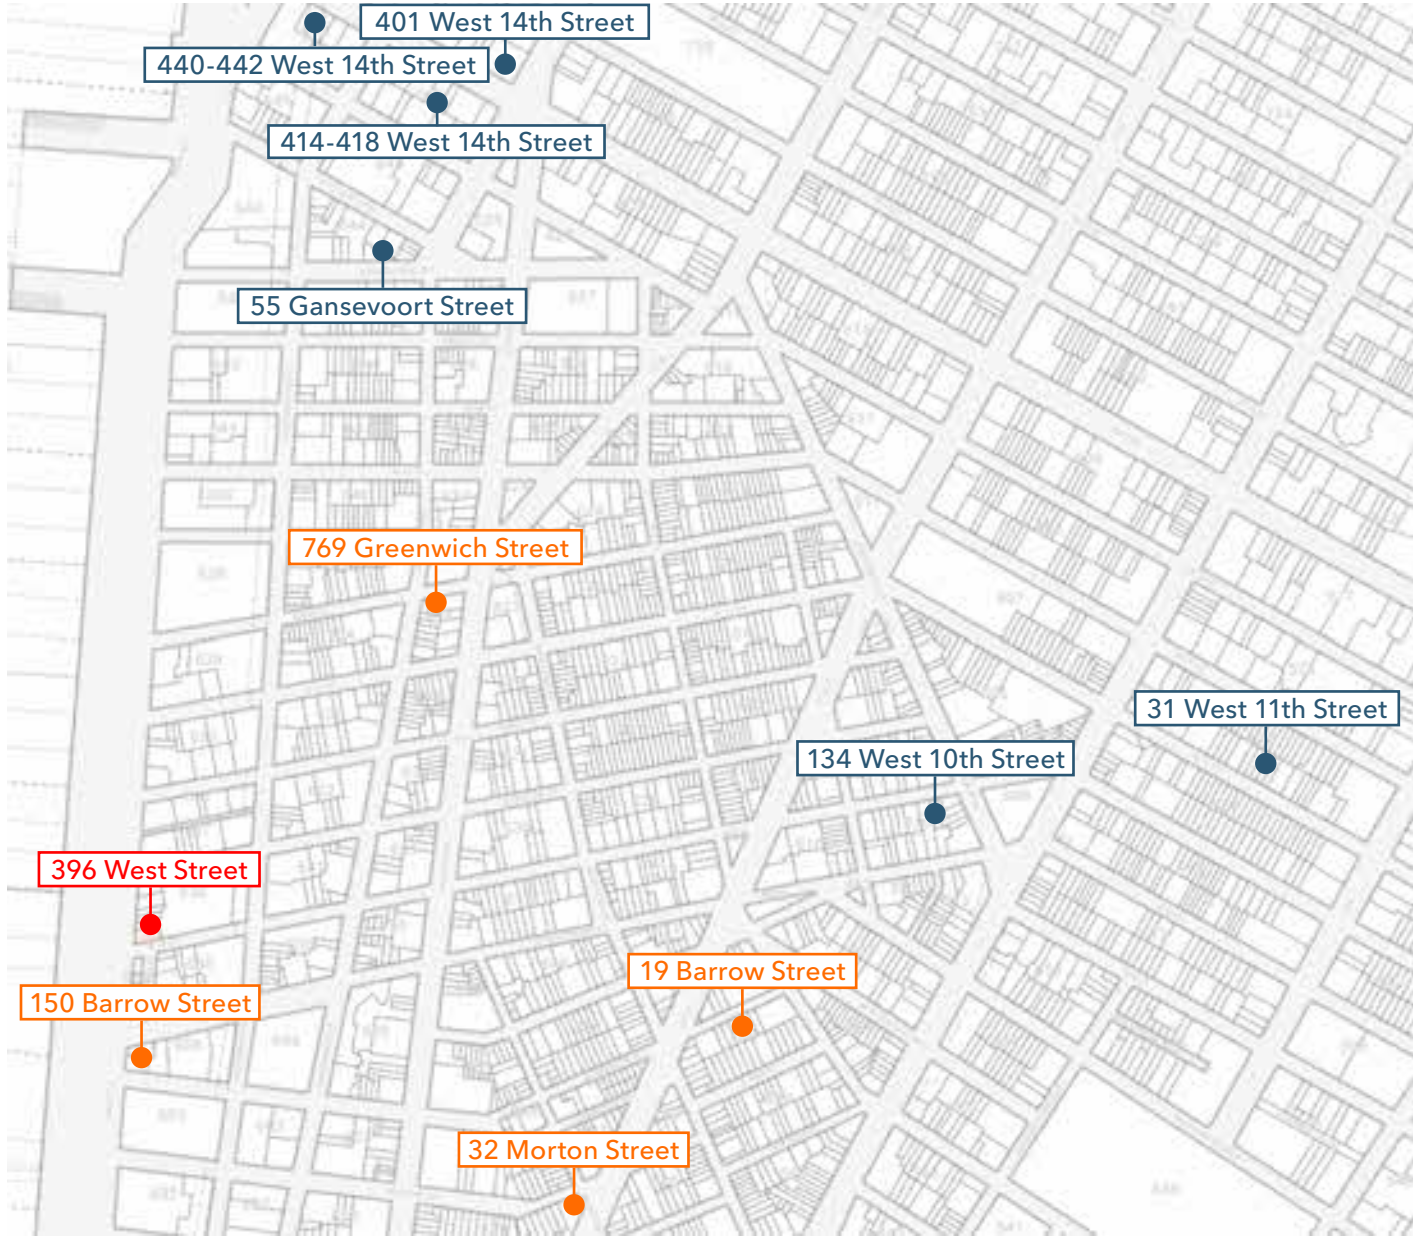 401 West 14th Street
440-442 West 14th Street
414-418 West 14th Street
55 Gansevoort Street
769 Greenwich Street
31 West 11th Street
134 West 10th Street
396 West Street
19 Barrow Street
150 Barrow Street
32 Morton Street